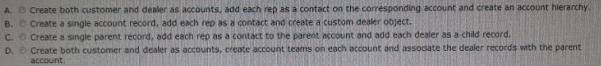 A. Create both customer and dealer as accounts, add each rep as a contact on the corresponding account and create an account hierarchy.
B. Create a single account record, add each rep as a contact and create a custom dealer object.
C. Create a single parent record, add each rep as a contact to the parent account and add each dealer as a child record.
D. Create both customer and dealer as accounts, create account teams on each account and associate the dealer records with the parent
account.